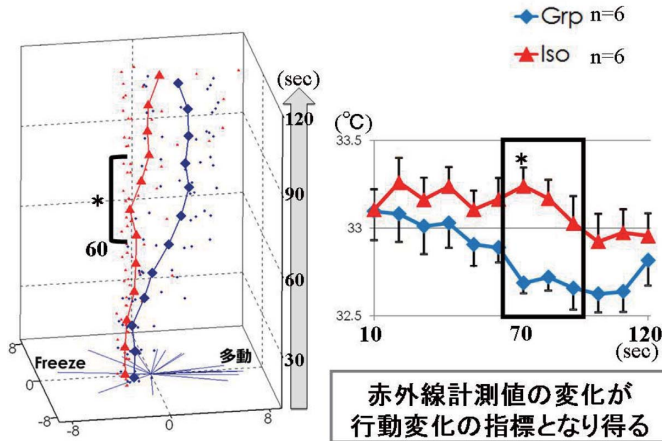 Grp n=6
Iso n=6
(sec)
120
90
60
30
*
60
8
0
-8
-8
0
8
Freeze
多動
(℃)
33.5
33
32.5
*
10
70
120
(sec)
赤外線計測値の変化が
行動変化の指標となり得る